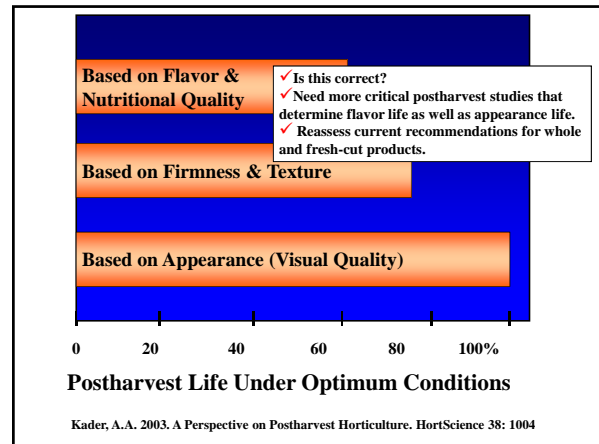 Based on Flavor &
Nutritional Quality
✓Is this correct?
✓Need more critical postharvest studies that
determine flavor life as well as appearance life.
✓ Reassess current recommendations for whole
and fresh-cut products.
Based on Firmness & Texture
Based on Appearance (Visual Quality)
0 20 40 60 80 100%
Postharvest Life Under Optimum Conditions
Kader, A.A. 2003. A Perspective on Postharvest Horticulture. HortScience 38: 1004